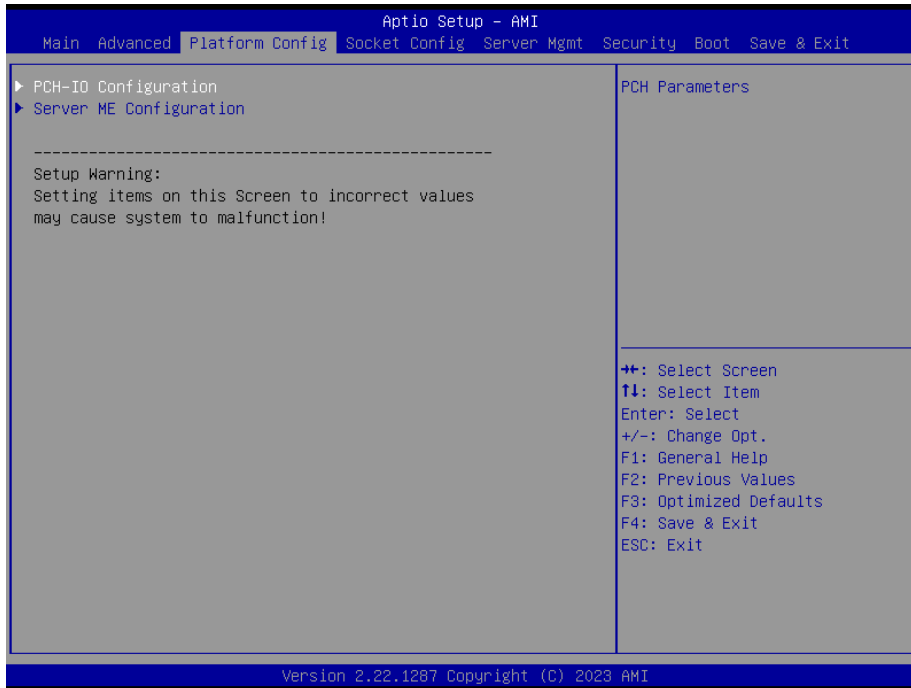 Aptio Setup – AMI
Main Advanced Platform Config Socket Config Server Mgmt Security Boot Save & Exit
▶ PCH-IO Configuration
▶ Server ME Configuration
--------------------------------------------------
Setup Warning:
Setting items on this Screen to incorrect values
may cause system to malfunction!
PCH Parameters
→←: Select Screen
↑↓: Select Item
Enter: Select
+/-: Change Opt.
F1: General Help
F2: Previous Values
F3: Optimized Defaults
F4: Save & Exit
ESC: Exit
Version 2.22.1287 Copyright (C) 2023 AMI